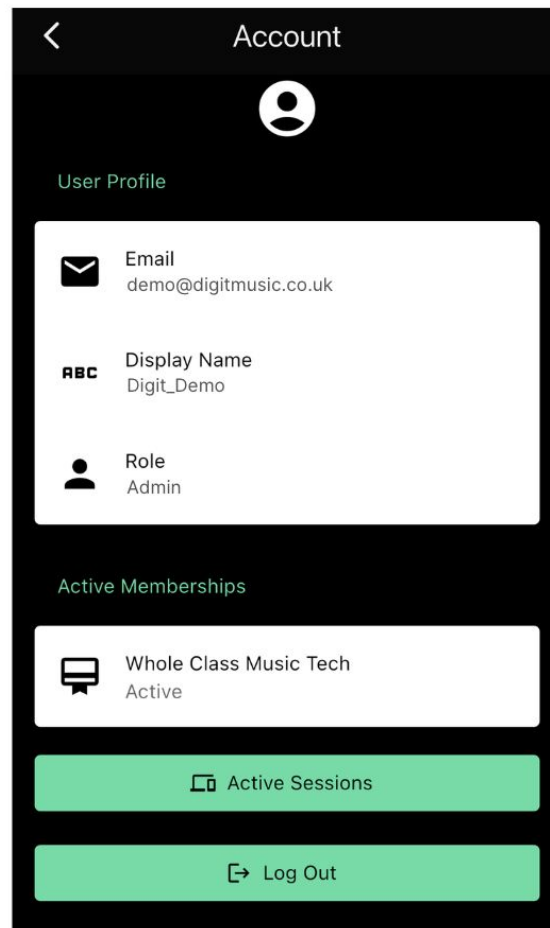 Account
User Profile
Email
demo@digitmusic.co.uk
ABC
Display Name
Digit_Demo
Role
Admin
Active Memberships
Whole Class Music Tech
Active
Active Sessions
Log Out